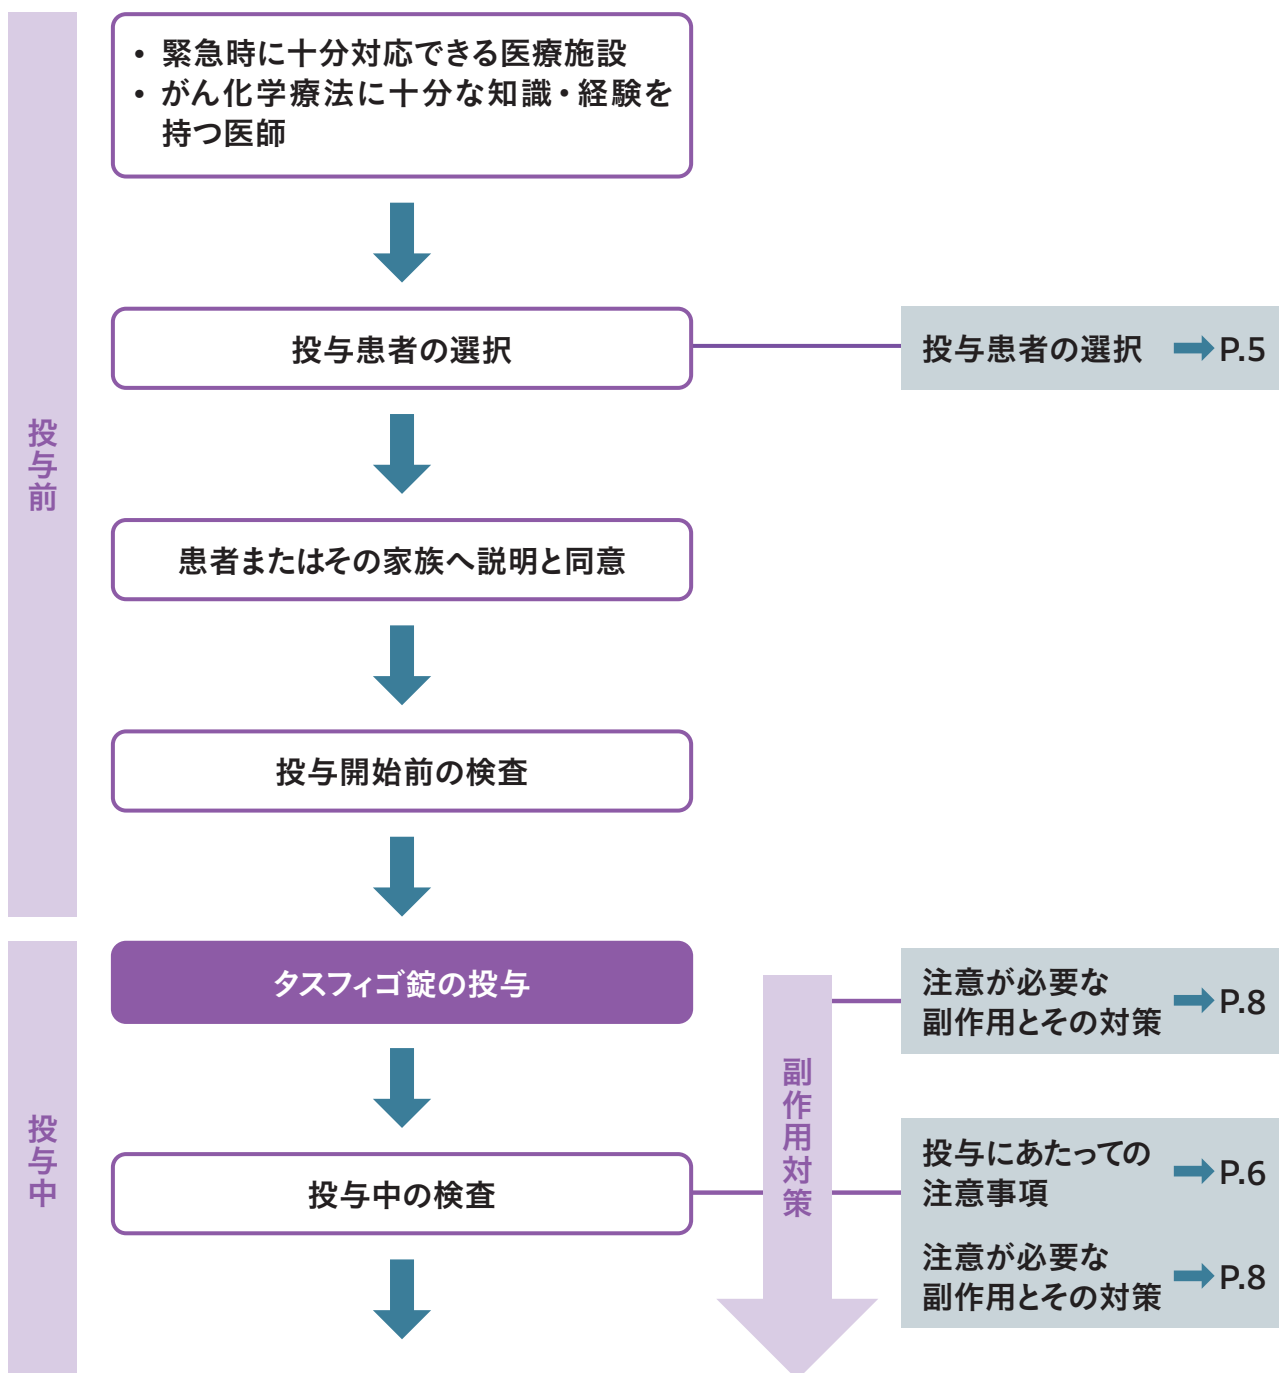 投与前
• 緊急時に十分対応できる医療施設
• がん化学療法に十分な知識・経験を
持つ医師
投与患者の選択
投与患者の選択 ➡ P.5
患者またはその家族へ説明と同意
投与開始前の検査
投与中
タスフィゴ錠の投与
副作用対策
注意が必要な
副作用とその対策 ➡ P.8
投与中の検査
投与にあたっての
注意事項 ➡ P.6
注意が必要な
副作用とその対策 ➡ P.8